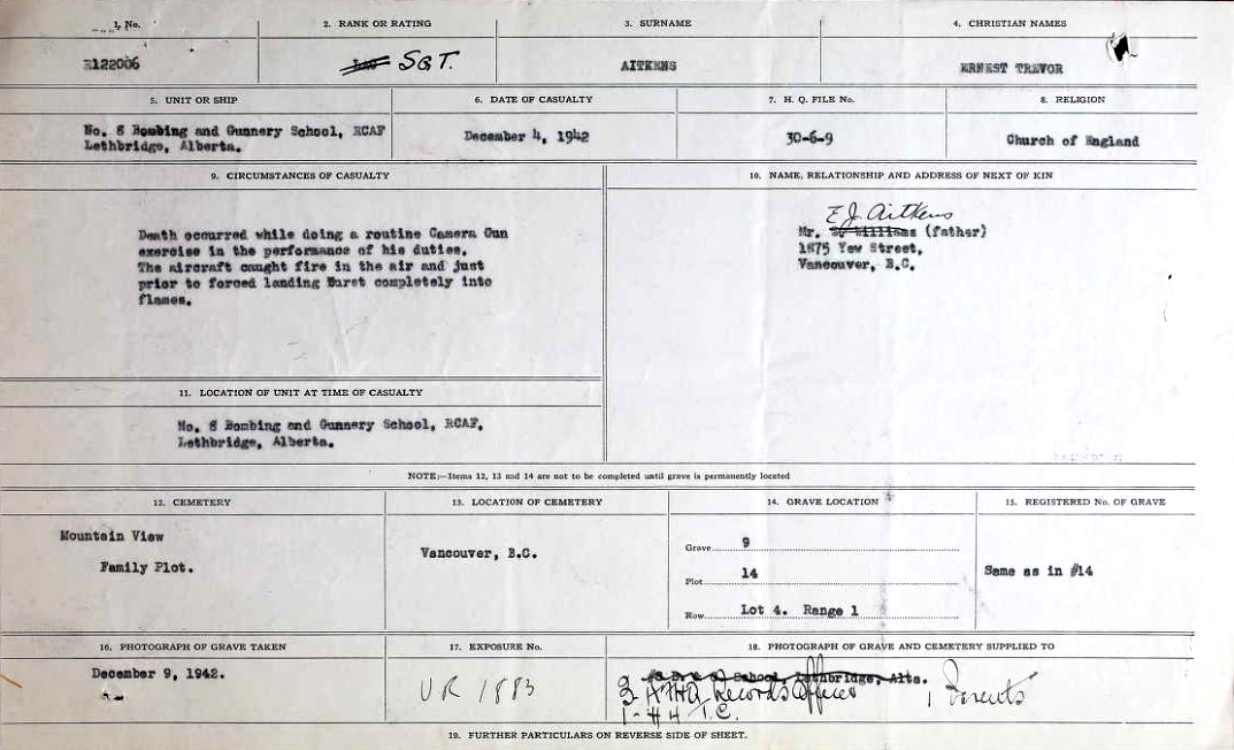 1. No.
2. RANK OR RATING
3. SURNAME
4. CHRISTIAN NAMES
R122006
SGT.
AITKENS
ERNEST TREVOR
5. UNIT OR SHIP
6. DATE OF CASUALTY
7. H. Q. FILE No.
8. RELIGION
No. 8 Bombing and Gunnery School, RCAF
Lethbridge, Alberta.
December 4, 1942
30-6-9
Church of England
9. CIRCUMSTANCES OF CASUALTY
10. NAME, RELATIONSHIP AND ADDRESS OF NEXT OF KIN
Death occurred while doing a routine Camera Gun
exercise in the performance of his duties.
The aircraft caught fire in the air and just
prior to forced landing burst completely into
flames.
E J. Aitkens
Mr. Williams (father)
1875 Yew Street,
Vancouver, B.C.
11. LOCATION OF UNIT AT TIME OF CASUALTY
No. 8 Bombing and Gunnery School, RCAF,
Lethbridge, Alberta.
NOTE:—Items 12, 13 and 14 are not to be completed until grave is permanently located
12. CEMETERY
13. LOCATION OF CEMETERY
14. GRAVE LOCATION
15. REGISTERED No. OF GRAVE
Mountain View
Family Plot.
Vancouver, B.C.
Grave 9
Plot 14
Row Lot 4. Range 1
Same as in #14
16. PHOTOGRAPH OF GRAVE TAKEN
17. EXPOSURE No.
18. PHOTOGRAPH OF GRAVE AND CEMETERY SUPPLIED TO
December 9, 1942.
UR 1883
School, Lethbridge, Alta.
3 AFHQ Records Officer
1 Parents
19. FURTHER PARTICULARS ON REVERSE SIDE OF SHEET.